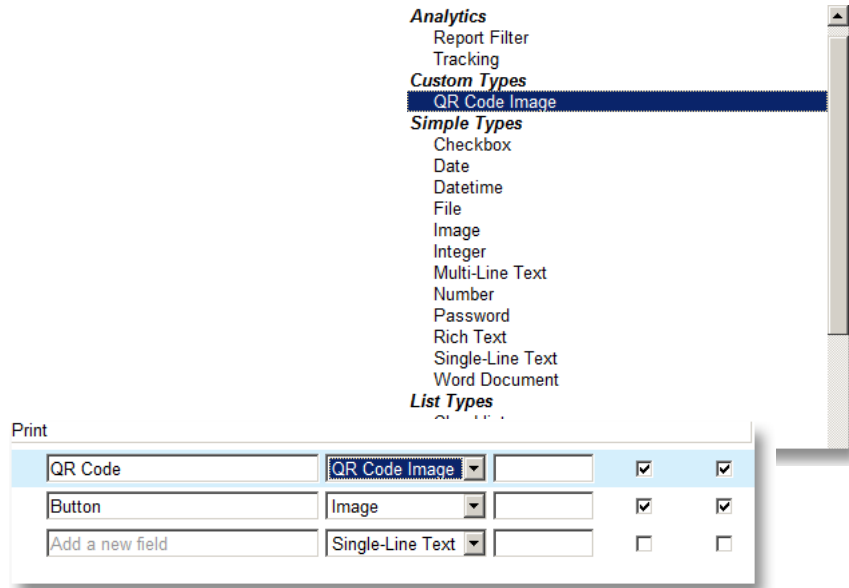 Analytics
Report Filter
Tracking
Custom Types
QR Code Image
Simple Types
Checkbox
Date
Datetime
File
Image
Integer
Multi-Line Text
Number
Password
Rich Text
Single-Line Text
Word Document
List Types
Print
QR Code QR Code Image
Button Image
Add a new field Single-Line Text